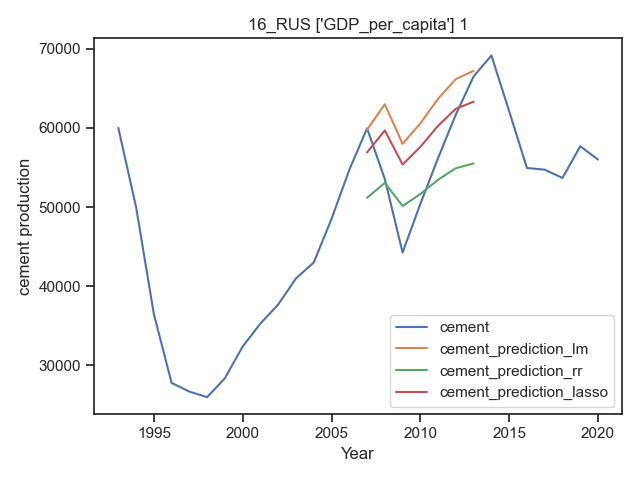 16_RUS ['GDP_per_capita'] 1
70000
60000
50000
40000
30000
cement production
1995
2000
2005
2010
2015
2020
Year
cement
cement_prediction_lm
cement_prediction_rr
cement_prediction_lasso